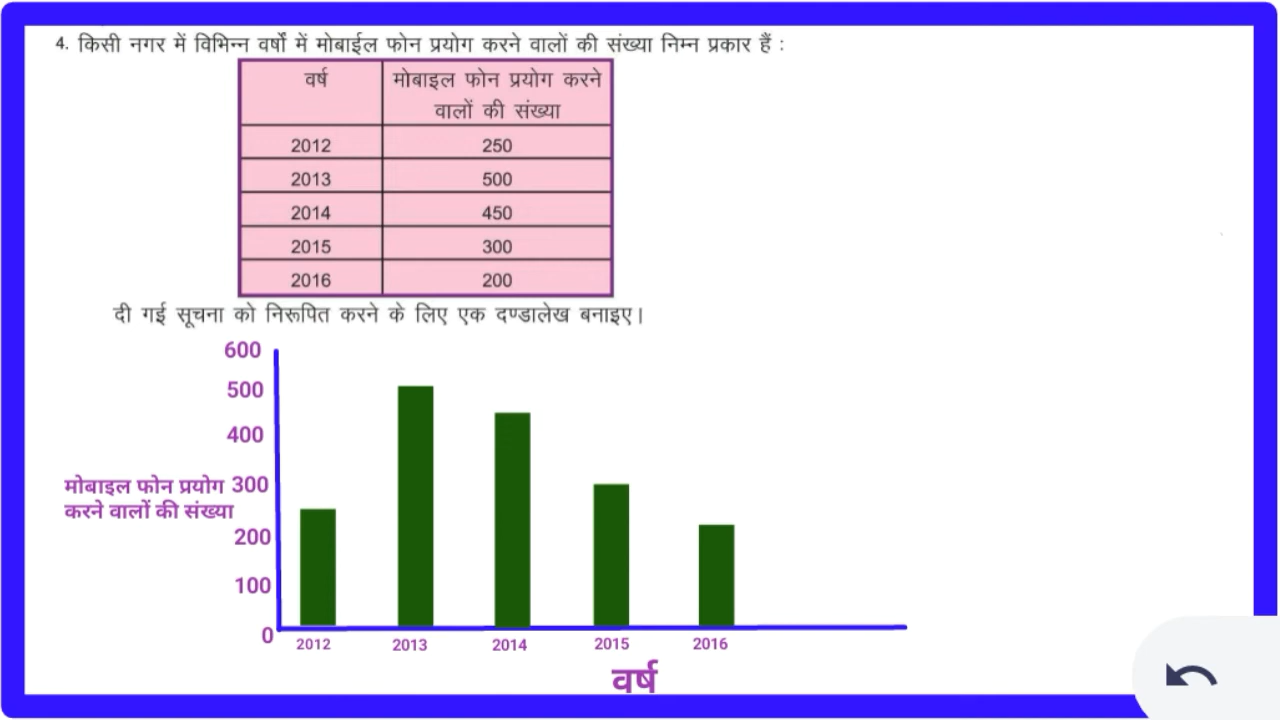 4. किसी नगर में विभिन्न वर्षों में मोबाईल फोन प्रयोग करने वालों की संख्या निम्न प्रकार हैं :
वर्ष मोबाइल फोन प्रयोग करने
वालों की संख्या
2012 250
2013 500
2014 450
2015 300
2016 200
दी गई सूचना को निरूपित करने के लिए एक दण्डालेख बनाइए।
600
500
400
मोबाइल फोन प्रयोग 300
करने वालों की संख्या
200
100
0
2012 2013 2014 2015 2016
वर्ष